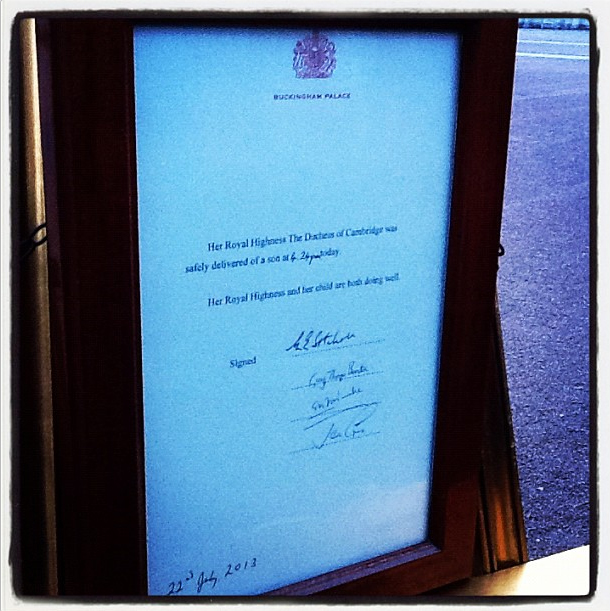 BUCKINGHAM PALACE
Her Royal Highness The Duchess of Cambridge was
safely delivered of a son at 4.24pm today.
Her Royal Highness and her child are both doing well.
Signed
22nd July, 2013